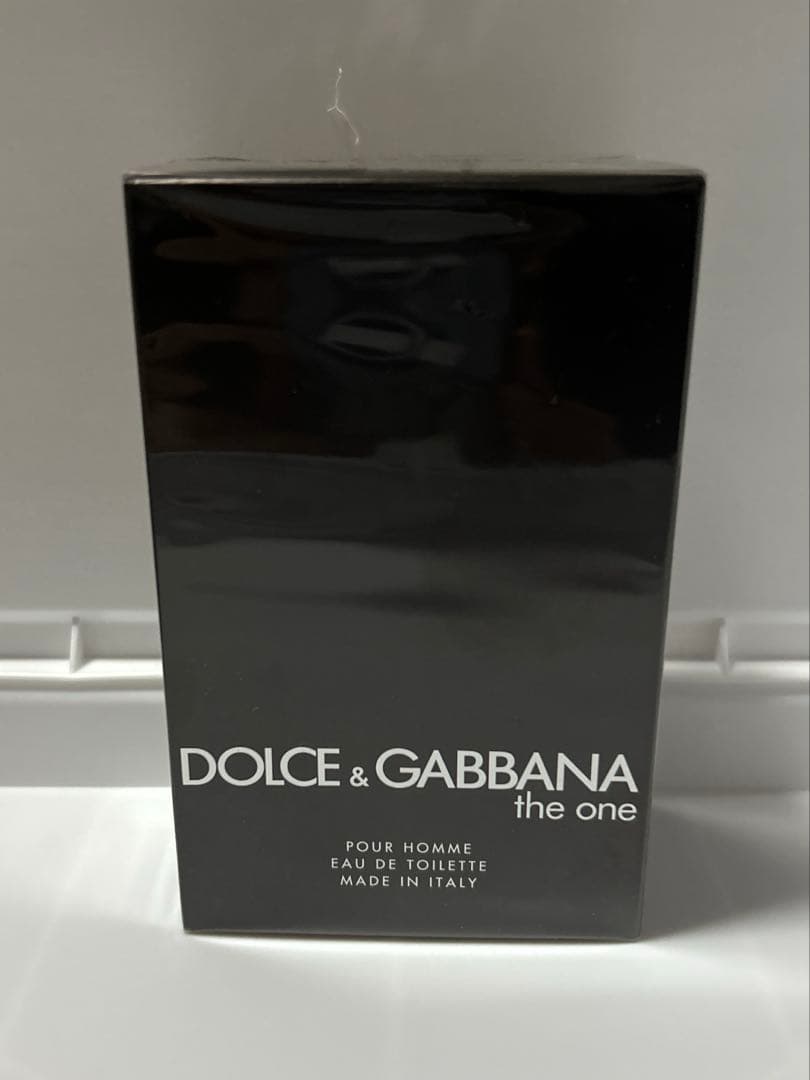 DOLCE & GABBANA
the one
POUR HOMME
EAU DE TOILETTE
MADE IN ITALY